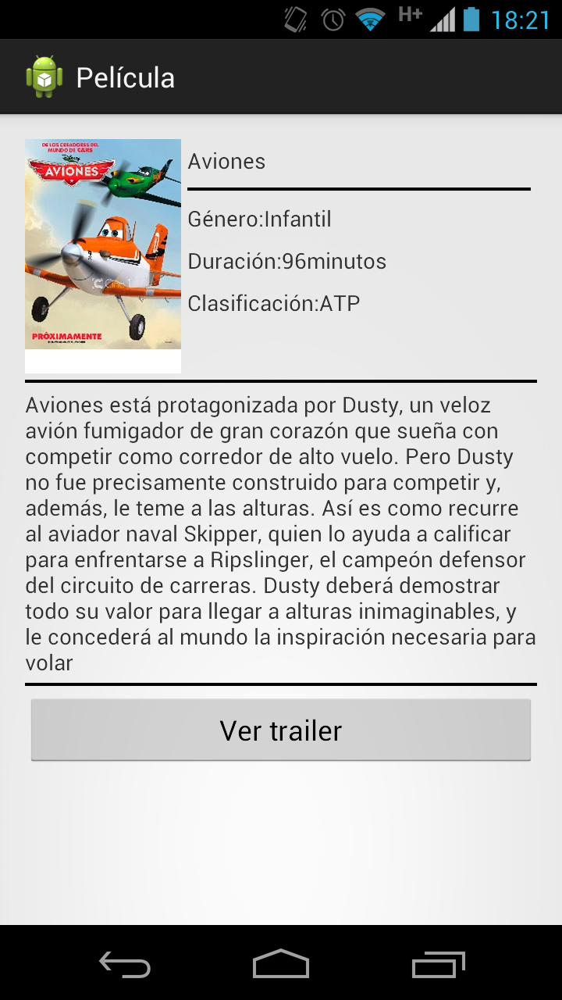 H+ 18:21
Película
DE LOS CREADORES DEL
MUNDO DE CARS
Disney
AVIONES
Cine 1
PRÓXIMAMENTE
Aviones
Género:Infantil
Duración:96minutos
Clasificación:ATP
Aviones está protagonizada por Dusty, un veloz
avión fumigador de gran corazón que sueña con
competir como corredor de alto vuelo. Pero Dusty
no fue precisamente construido para competir y,
además, le teme a las alturas. Así es como recurre
al aviador naval Skipper, quien lo ayuda a calificar
para enfrentarse a Ripslinger, el campeón defensor
del circuito de carreras. Dusty deberá demostrar
todo su valor para llegar a alturas inimaginables, y
le concederá al mundo la inspiración necesaria para
volar
Ver trailer